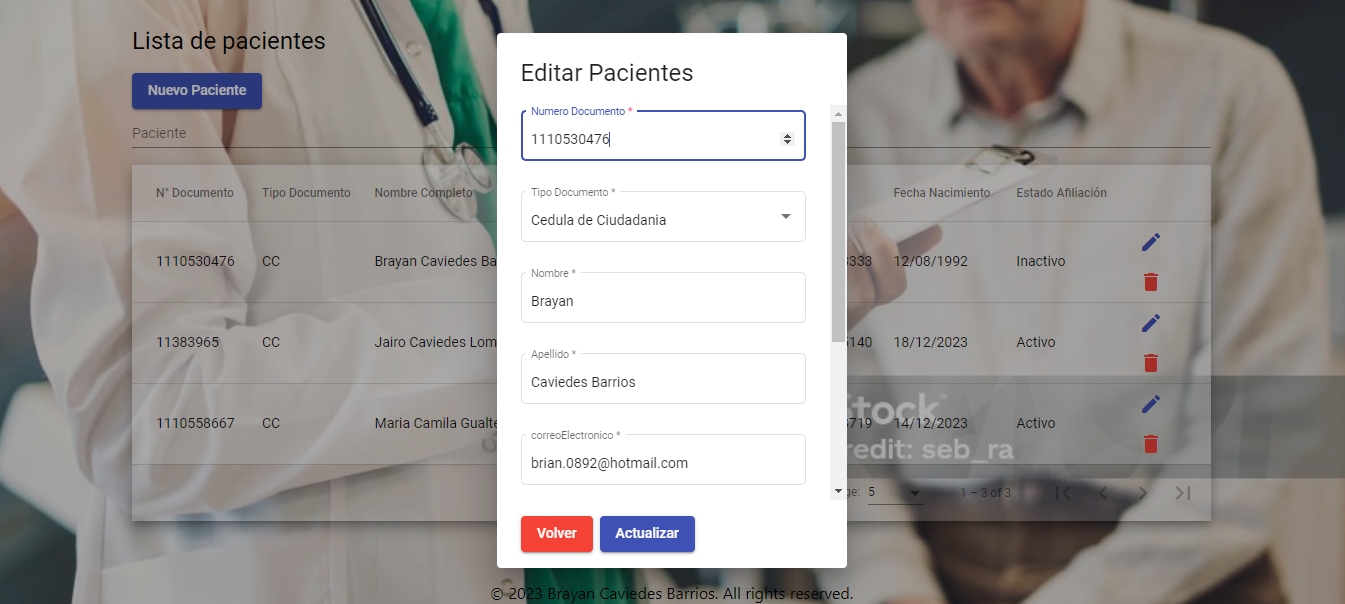 Lista de pacientes
Nuevo Paciente
Paciente
N° Documento Tipo Documento Nombre Completo Fecha Nacimiento Estado Afiliación
1110530476 CC Brayan Caviedes Ba 333 12/08/1992 Inactivo
11383965 CC Jairo Caviedes Lom 5140 18/12/2023 Activo
1110558667 CC Maria Camila Gualte 3719 14/12/2023 Activo
Stock™
redit: seb_ra
ge: 5 1 – 3 of 3
Editar Pacientes
Numero Documento *
1110530476
Tipo Documento *
Cedula de Ciudadania
Nombre *
Brayan
Apellido *
Caviedes Barrios
correoElectronico *
brian.0892@hotmail.com
Volver Actualizar
© 2023 Brayan Caviedes Barrios. All rights reserved.